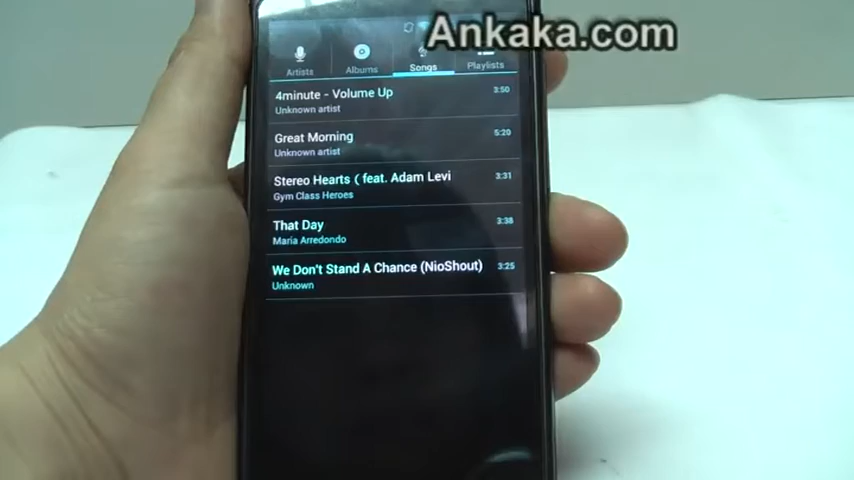 Ankaka.com
Artists
Albums
Songs
Playlists
4minute - Volume Up
3:50
Unknown artist
Great Morning
5:20
Unknown artist
Stereo Hearts ( feat. Adam Levi
3:31
Gym Class Heroes
That Day
3:38
Maria Arredondo
We Don't Stand A Chance (NioShout)
3:25
Unknown